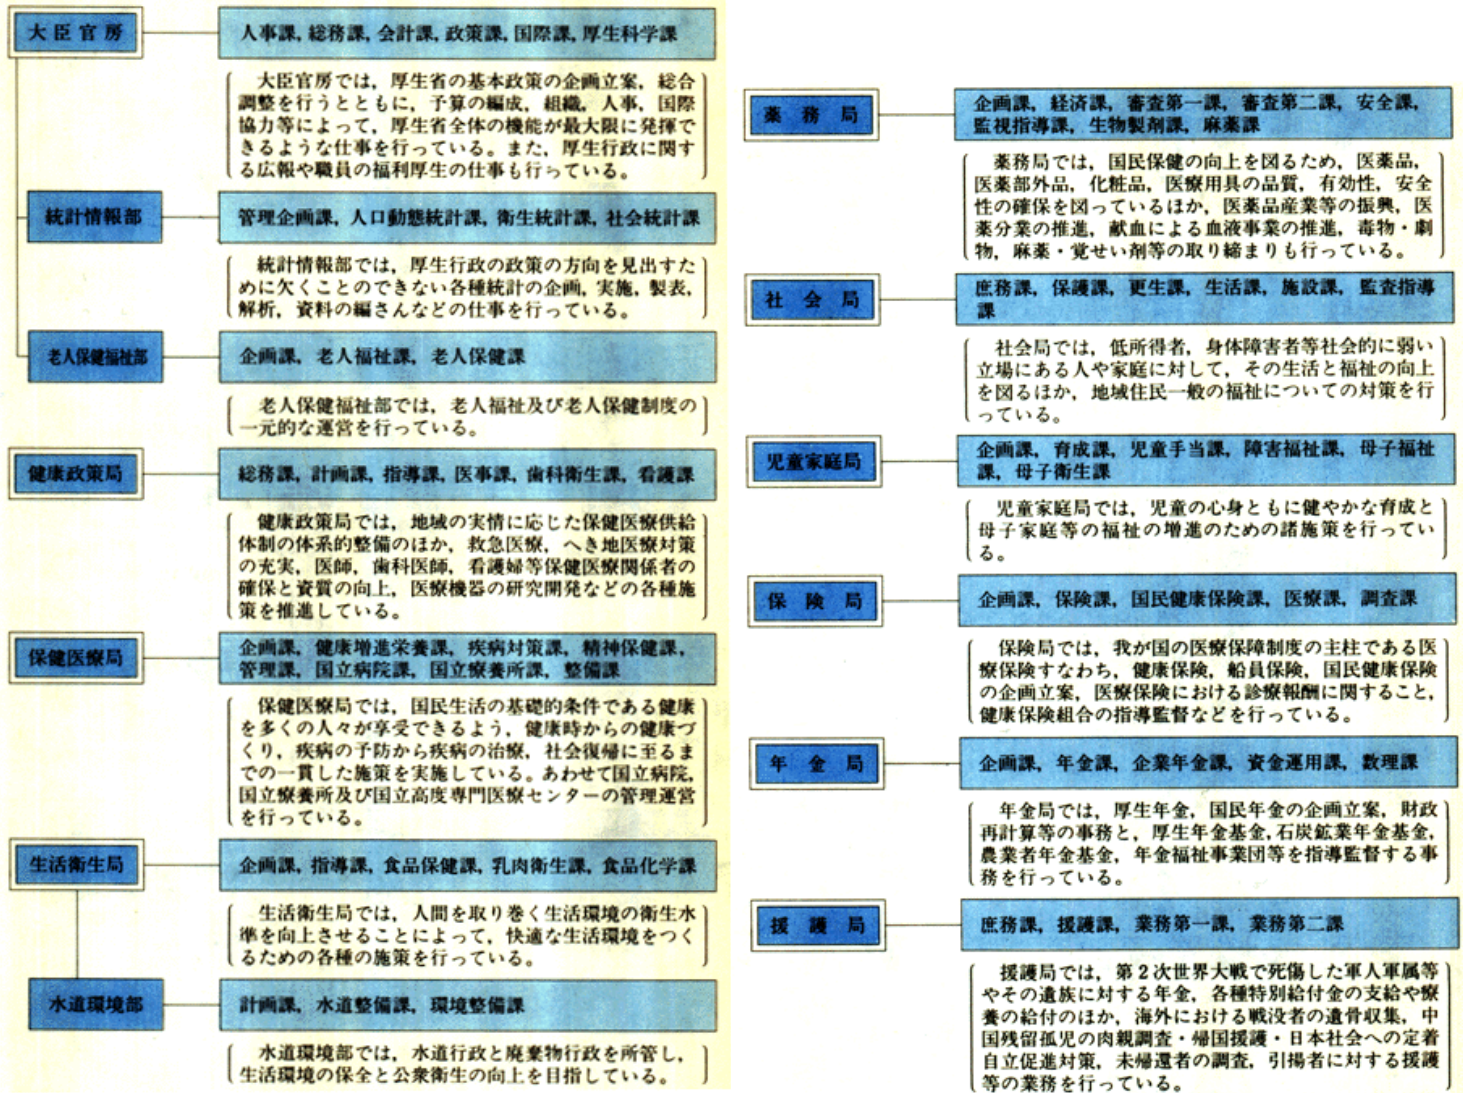 大臣官房
人事課，総務課，会計課，政策課，国際課，厚生科学課
大臣官房では，厚生省の基本政策の企画立案，総合
調整を行うとともに，予算の編成，組織，人事，国際
協力等によって，厚生省全体の機能が最大限に発揮で
きるような仕事を行っている。また，厚生行政に関す
る広報や職員の福利厚生の仕事も行っている。
統計情報部
管理企画課，人口動態統計課，衛生統計課，社会統計課
統計情報部では，厚生行政の政策の方向を見出すた
めに欠くことのできない各種統計の企画，実施，製表，
解析，資料の編さんなどの仕事を行っている。
老人保健福祉部
企画課，老人福祉課，老人保健課
老人保健福祉部では，老人福祉及び老人保健制度の
一元的な運営を行っている。
健康政策局
総務課，計画課，指導課，医事課，歯科衛生課，看護課
健康政策局では，地域の実情に応じた保健医療供給
体制の体系的整備のほか，救急医療，へき地医療対策
の充実，医師，歯科医師，看護婦等保健医療関係者の
確保と資質の向上，医療機器の研究開発などの各種施
策を推進している。
保健医療局
企画課，健康増進栄養課，疾病対策課，精神保健課，
管理課，国立病院課，国立療養所課，整備課
保健医療局では，国民生活の基礎的条件である健康
を多くの人々が享受できるよう，健康時からの健康づ
くり，疾病の予防から疾病の治療，社会復帰に至るま
での一貫した施策を実施している。あわせて国立病院，
国立療養所及び国立高度専門医療センターの管理運営
を行っている。
生活衛生局
企画課，指導課，食品保健課，乳肉衛生課，食品化学課
生活衛生局では，人間を取り巻く生活環境の衛生水
準を向上させることによって，快適な生活環境をつく
るための各種の施策を行っている。
水道環境部
計画課，水道整備課，環境整備課
水道環境部では，水道行政と廃棄物行政を所管し，
生活環境の保全と公衆衛生の向上を目指している。
薬務局
企画課，経済課，審査第一課，審査第二課，安全課，
監視指導課，生物製剤課，麻薬課
薬務局では，国民保健の向上を図るため，医薬品，
医薬部外品，化粧品，医療用具の品質，有効性，安全
性の確保を図っているほか，医薬品産業等の振興，医
薬分業の推進，献血による血液事業の推進，毒物・劇
物，麻薬・覚せい剤等の取り締まりも行っている。
社会局
庶務課，保護課，更生課，生活課，施設課，監査指導
課
社会局では，低所得者，身体障害者等社会的に弱い
立場にある人や家庭に対して，その生活と福祉の向上
を図るほか，地域住民一般の福祉についての対策を行
っている。
児童家庭局
企画課，育成課，児童手当課，障害福祉課，母子福祉
課，母子衛生課
児童家庭局では，児童の心身ともに健やかな育成と
母子家庭等の福祉の増進のための諸施策を行ってい
る。
保険局
企画課，保険課，国民健康保険課，医療課，調査課
保険局では，我が国の医療保障制度の主柱である医
療保険すなわち，健康保険，船員保険，国民健康保険
の企画立案，医療保険における診療報酬に関すること，
健康保険組合の指導監督などを行っている。
年金局
企画課，年金課，企業年金課，資金運用課，数理課
年金局では，厚生年金，国民年金の企画立案，財政
再計算等の事務と，厚生年金基金，石炭鉱業年金基金，
農業者年金基金，年金福祉事業団等を指導監督する事
務を行っている。
援護局
庶務課，援護課，業務第一課，業務第二課
援護局では，第２次世界大戦で死傷した軍人軍属等
やその遺族に対する年金，各種特別給付金の支給や療
養の給付のほか，海外における戦没者の遺骨収集，中
国残留孤児の肉親調査・帰国援護・日本社会への定着
自立促進対策，未帰還者の調査，引揚者に対する援護
等の業務を行っている。